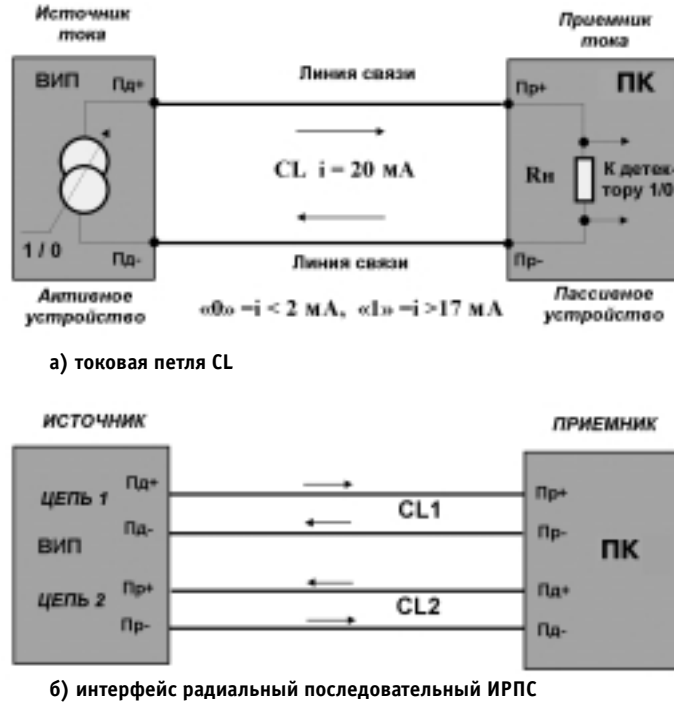 Источник
тока
Приемник
тока
ВИП
Пд+
Линия связи
Пр+
ПК
CL i = 20 мА
Rн
К детек-
тору 1/0
1 / 0
Пд-
Линия связи
Пр-
Активное
устройство
«0» =i < 2 мА, «1» =i >17 мА
Пассивное
устройство
а) токовая петля CL
ИСТОЧНИК
ПРИЕМНИК
ЦЕПЬ 1
Пд+
CL1
Пр+
ВИП
Пд-
Пр-
ПК
ЦЕПЬ 2
Пр+
CL2
Пд+
Пр-
Пд-
б) интерфейс радиальный последовательный ИРПС